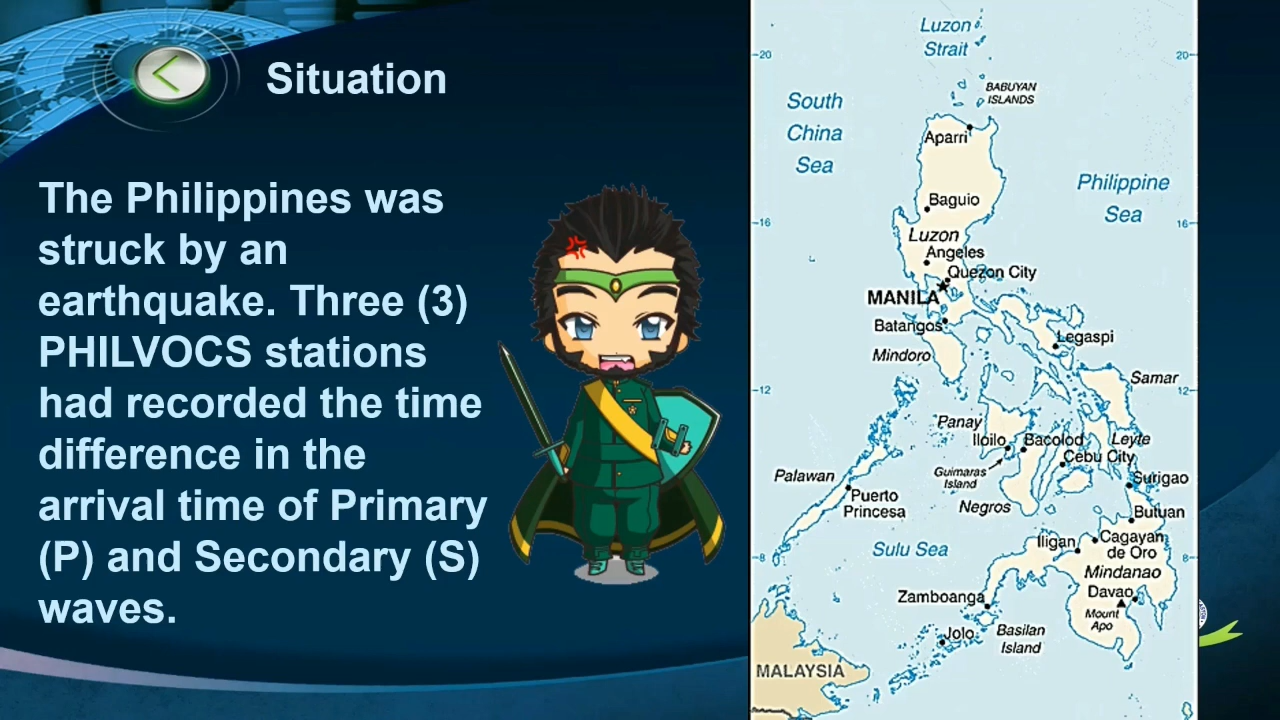 Situation
The Philippines was
struck by an
earthquake. Three (3)
PHILVOCS stations
had recorded the time
difference in the
arrival time of Primary
(P) and Secondary (S)
waves.
Luzon
Strait
20
20
BABUYAN
ISLANDS
South
China
Sea
Aparri
Philippine
Sea
Baguio
16
16
Luzon
Angeles
Quezon City
MANILA
Batangas
Legaspi
Mindoro
Samar
12
12
Panay
Iloilo
Bacolod
Leyte
Cebu City
Guimaras
Island
Palawan
Surigao
Puerto
Princesa
Negros
Butuan
Sulu Sea
Iligan
Cagayan
de Oro
8
8
Mindanao
Zamboanga
Davao
Mount
Apo
Jolo
Basilan
Island
MALAYSIA